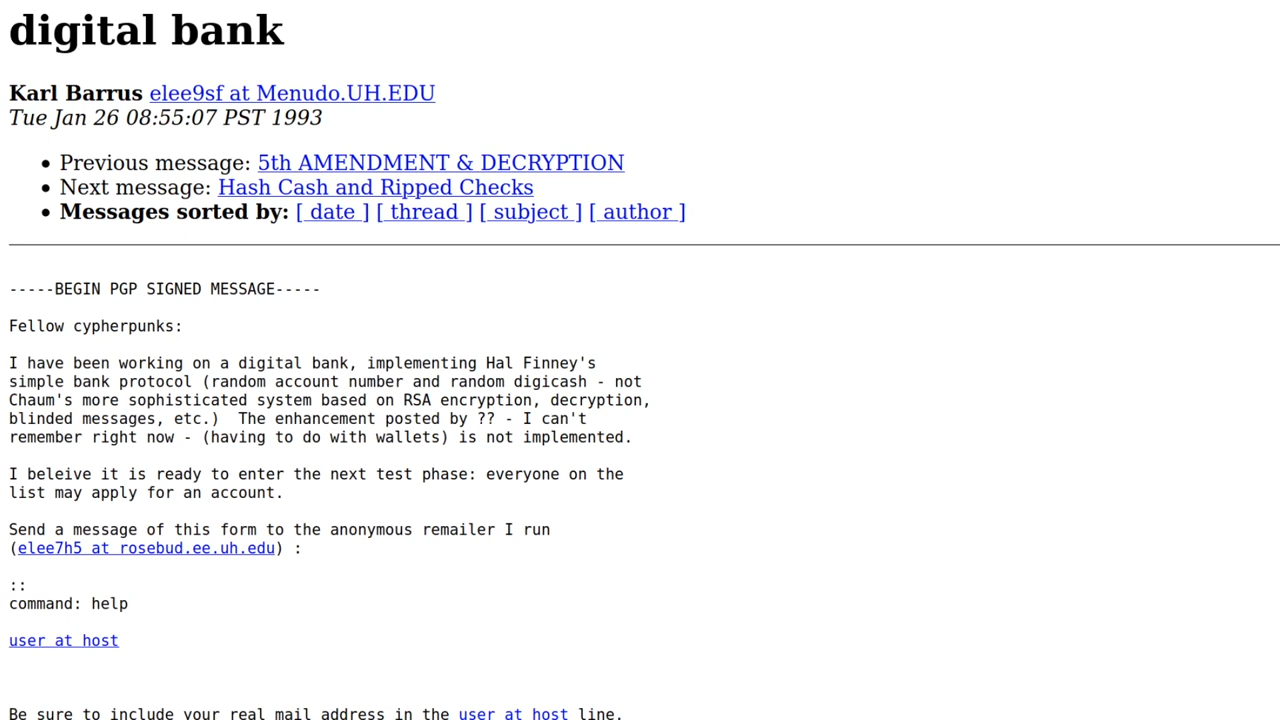 digital bank
Karl Barrus elee9sf at Menudo.UH.EDU
Tue Jan 26 08:55:07 PST 1993
• Previous message: 5th AMENDMENT & DECRYPTION
• Next message: Hash Cash and Ripped Checks
• Messages sorted by: [ date ] [ thread ] [ subject ] [ author ]
-----BEGIN PGP SIGNED MESSAGE-----
Fellow cypherpunks:
I have been working on a digital bank, implementing Hal Finney's
simple bank protocol (random account number and random digicash - not
Chaum's more sophisticated system based on RSA encryption, decryption,
blinded messages, etc.)  The enhancement posted by ?? - I can't
remember right now - (having to do with wallets) is not implemented.
I beleive it is ready to enter the next test phase: everyone on the
list may apply for an account.
Send a message of this form to the anonymous remailer I run
(elee7h5 at rosebud.ee.uh.edu) :
::
command: help
user at host
Be sure to include your real mail address in the user at host line.